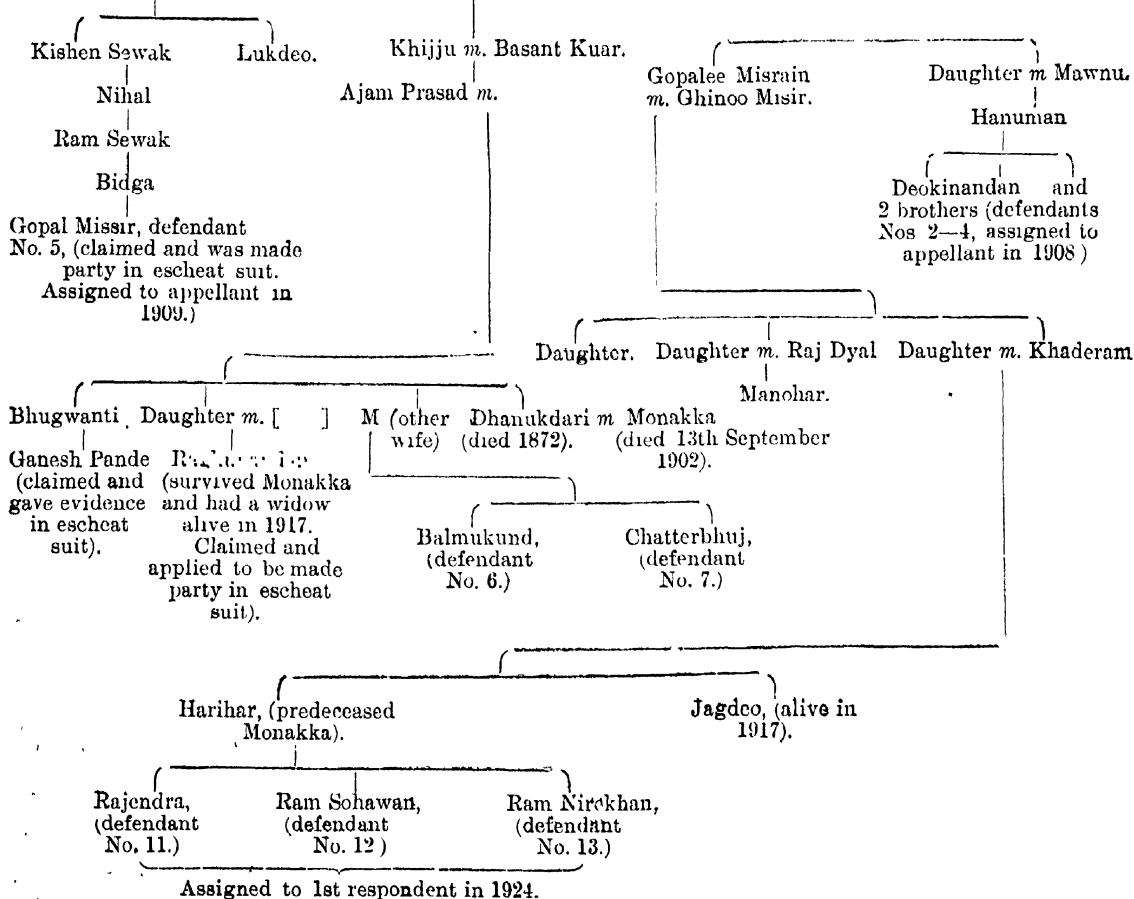 Kishen Sewak
Lukdeo.
Khijju m. Basant Kuar.
Gopalee Misrain
m. Ghinoo Misir.
Daughter m Mawnu.
Nihal
Ajam Prasad m.
Hanuman
Ram Sewak
Bidga
Deokinandan and
2 brothers (defendants
Nos 2—4, assigned to
appellant in 1908)
Gopal Missir, defendant
No. 5, (claimed and was made
party in escheat suit.
Assigned to appellant in
1909.)
Daughter.
Daughter m. Raj Dyal
Daughter m. Khaderam
Manohar.
Bhugwanti
Daughter m. [ ]
M (other
wife)
Dhanukdari m Monakka
(died 1872).
(died 13th September
1902).
Ganesh Pande
(claimed and
gave evidence
in escheat
suit).
(survived Monakka
and had a widow
alive in 1917.
Claimed and
applied to be made
party in escheat
suit).
Balmukund,
(defendant
No. 6.)
Chatterbhuj,
(defendant
No. 7.)
Harihar, (predeceased
Monakka).
Jagdeo, (alive in
1917).
Rajendra,
(defendant
No. 11.)
Ram Sohawan,
(defendant
No. 12)
Ram Nirekhan,
(defendant
No. 13.)
Assigned to 1st respondent in 1924.